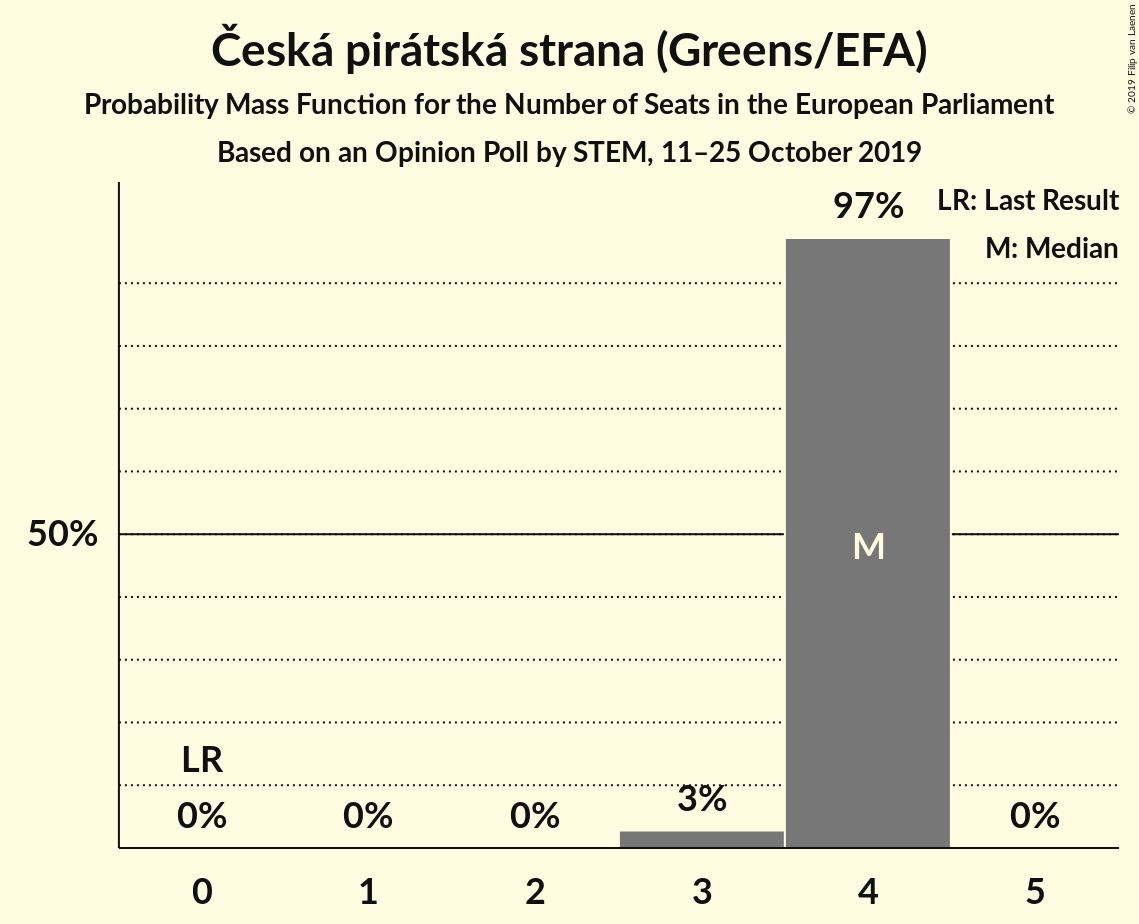 Česká pirátská strana (Greens/EFA)
Probability Mass Function for the Number of Seats in the European Parliament
Based on an Opinion Poll by STEM, 11–25 October 2019
© 2019 Filip van Laenen
97%
LR: Last Result
M: Median
50%
M
LR
0%
0%
0%
3%
0%
0
1
2
3
4
5